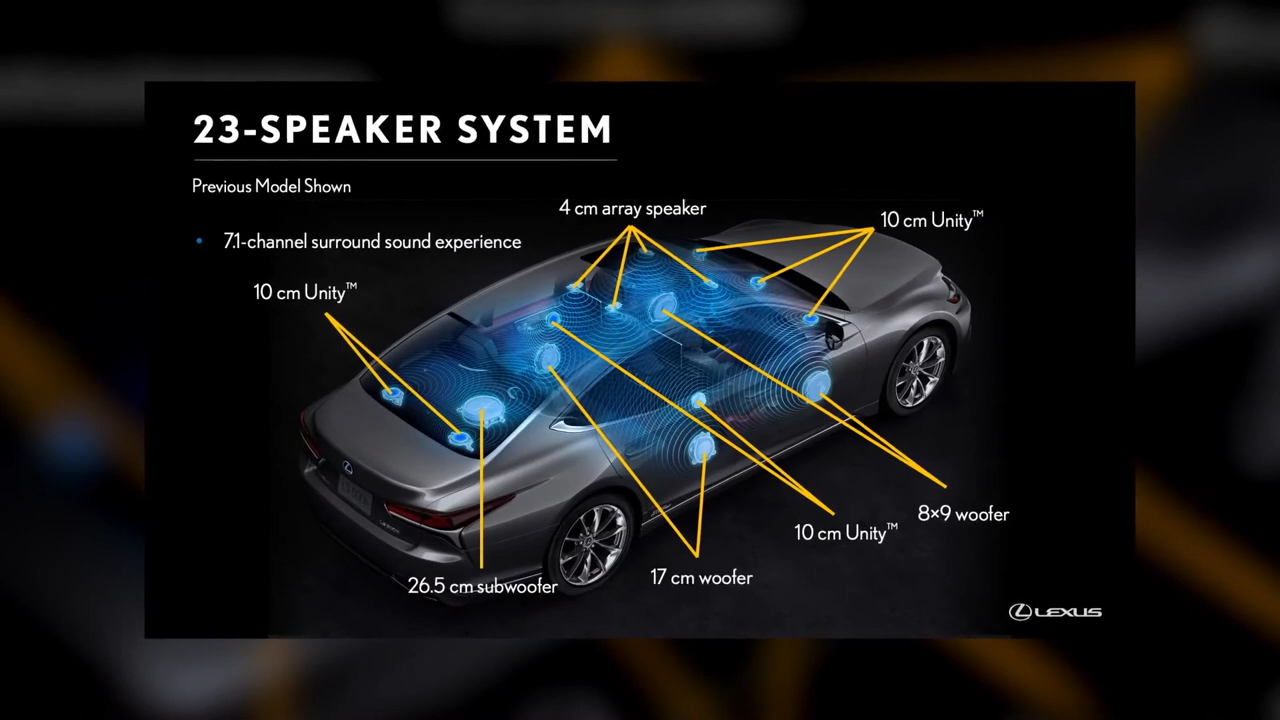 23-SPEAKER SYSTEM
Previous Model Shown
• 7.1-channel surround sound experience
4 cm array speaker
10 cm Unity™
10 cm Unity™
8×9 woofer
10 cm Unity™
17 cm woofer
26.5 cm subwoofer
LEXUS